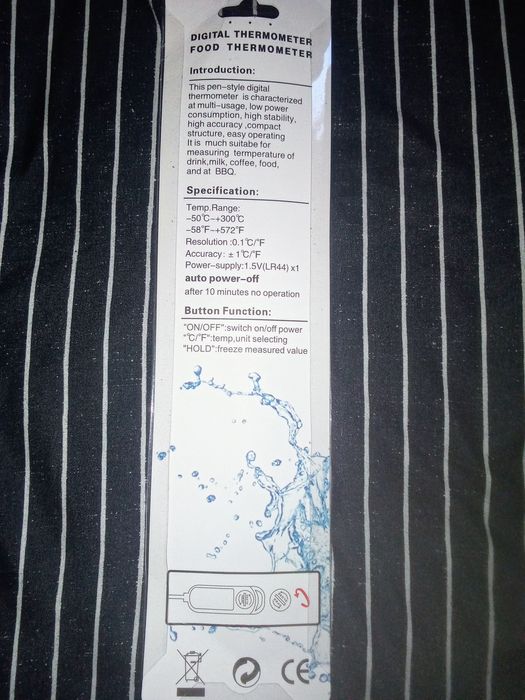 DIGITAL THERMOMETER
FOOD THERMOMETER
Introduction:
This pen-style digital
thermometer is characterized
at multi-usage, low power
consumption, high stability,
high accuracy ,compact
structure, easy operating
It is much suitabe for
measuring termperature of
drink,milk, coffee, food,
and at BBQ.
Specification:
Temp.Range:
-50℃~+300℃
-58℉~+572℉
Resolution :0.1℃/℉
Accuracy: ± 1℃/℉
Power-supply:1.5V(LR44) x1
auto power-off
after 10 minutes no operation
Button Function:
"ON/OFF":switch on/off power
"℃/℉":temp,unit selecting
"HOLD":freeze measured value
CE